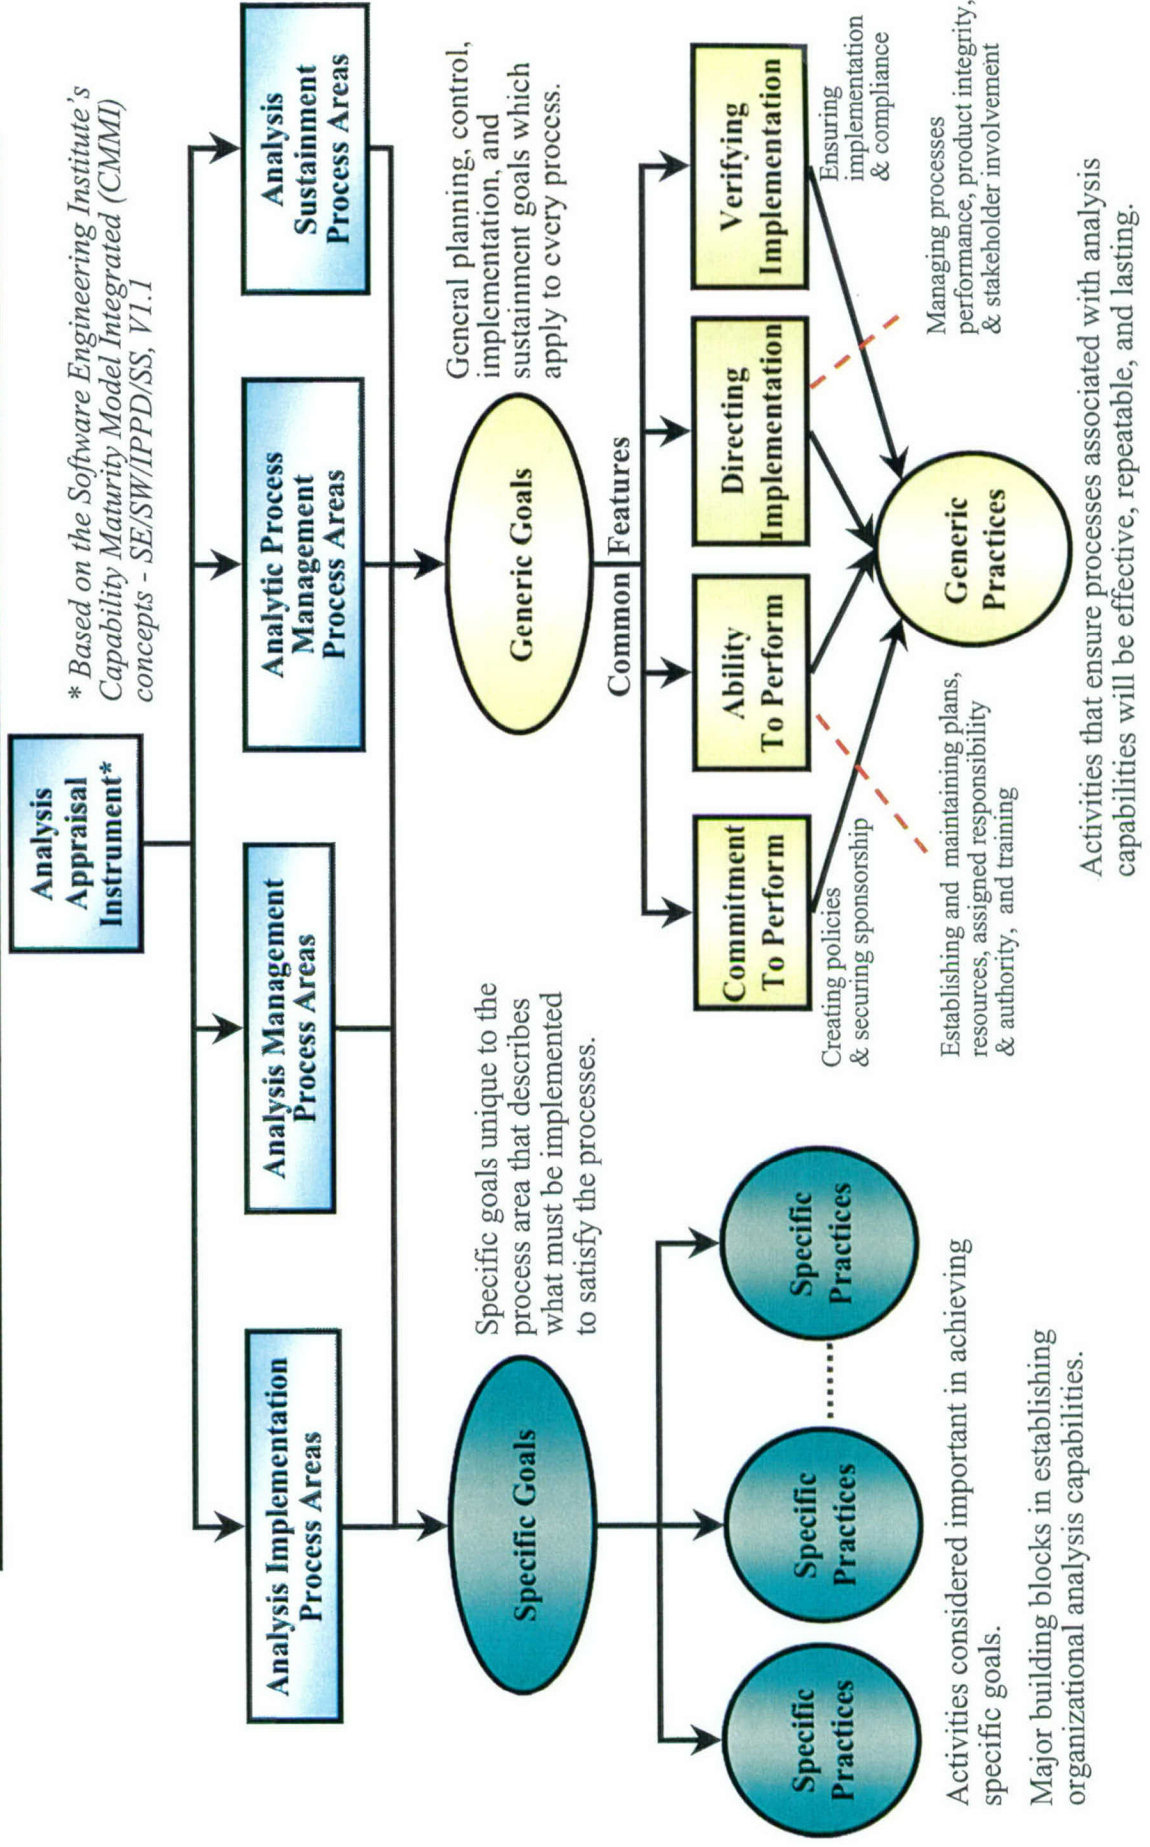 Analysis
Appraisal
Instrument*
* Based on the Software Engineering Institute's
Capability Maturity Model Integrated (CMMI)
concepts - SE/SW/IPPD/SS, V1.1
Analysis Implementation
Process Areas
Analysis Management
Process Areas
Analytic Process
Management
Process Areas
Analysis
Sustainment
Process Areas
Specific Goals
Specific goals unique to the
process area that describes
what must be implemented
to satisfy the processes.
Generic Goals
General planning, control,
implementation, and
sustainment goals which
apply to every process.
Common Features
Specific
Practices
Specific
Practices
Specific
Practices
Commitment
To Perform
Ability
To Perform
Directing
Implementation
Verifying
Implementation
Creating policies
& securing sponsorship
Ensuring
implementation
& compliance
Establishing and maintaining plans,
resources, assigned responsibility
& authority, and training
Generic
Practices
Managing processes
performance, product integrity,
& stakeholder involvement
Activities considered important in achieving
specific goals.
Major building blocks in establishing
organizational analysis capabilities.
Activities that ensure processes associated with analysis
capabilities will be effective, repeatable, and lasting.